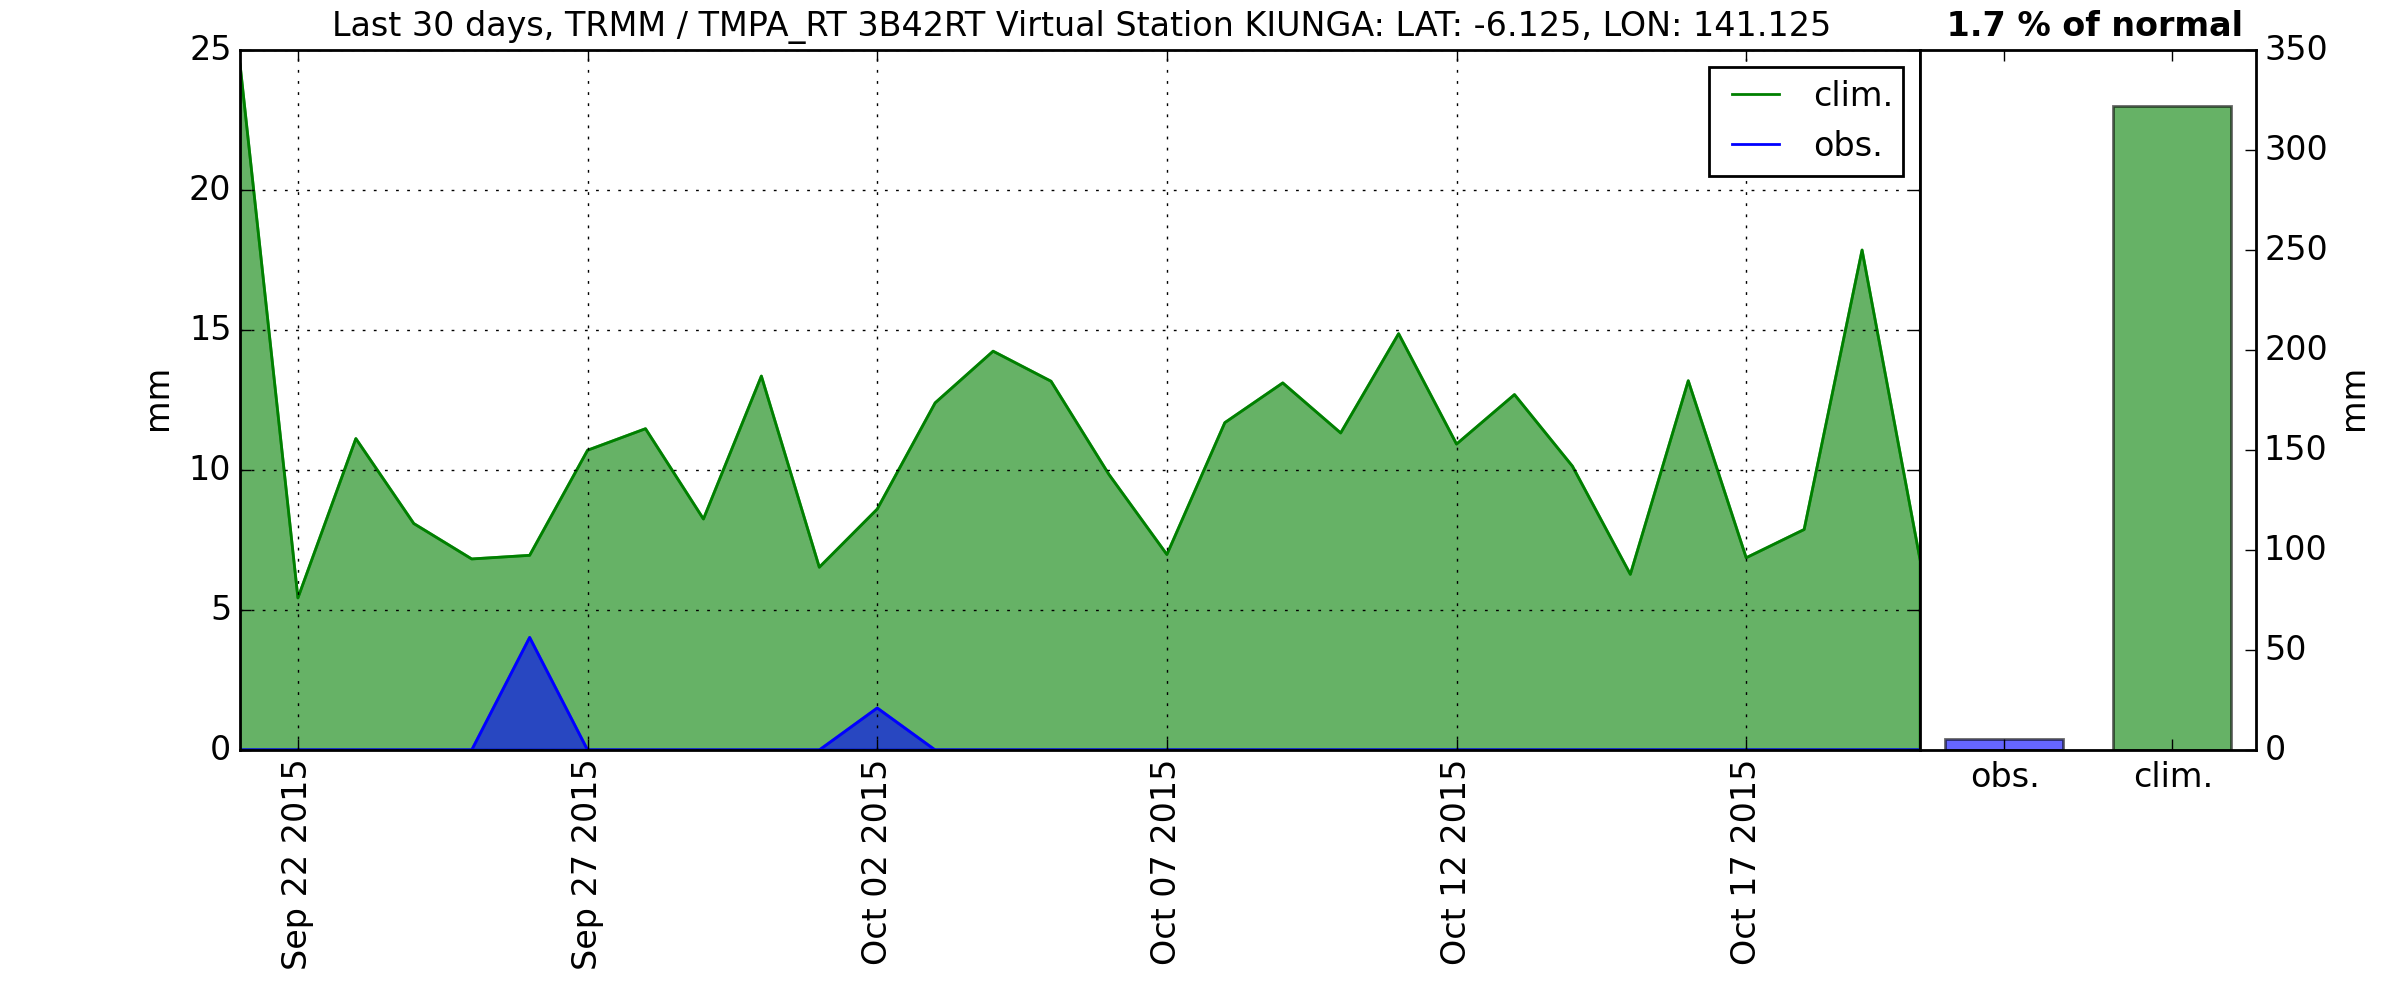 Last 30 days, TRMM / TMPA_RT 3B42RT Virtual Station KIUNGA: LAT: -6.125, LON: 141.125
1.7 % of normal
25
20
15
10
5
0
mm
clim.
obs.
Sep 22 2015
Sep 27 2015
Oct 02 2015
Oct 07 2015
Oct 12 2015
Oct 17 2015
350
300
250
200
150
100
50
0
mm
obs.
clim.